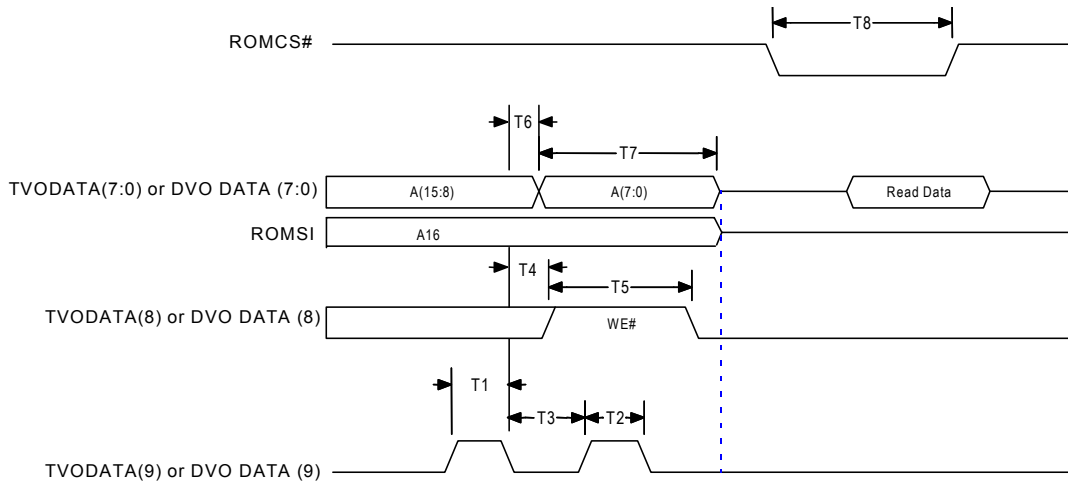 T8
ROMCS#
T6
T7
TVODATA(7:0) or DVO DATA (7:0)
A(15:8)
A(7:0)
Read Data
ROMSI
A16
T4
T5
TVODATA(8) or DVO DATA (8)
WE#
T1
T3
T2
TVODATA(9) or DVO DATA (9)